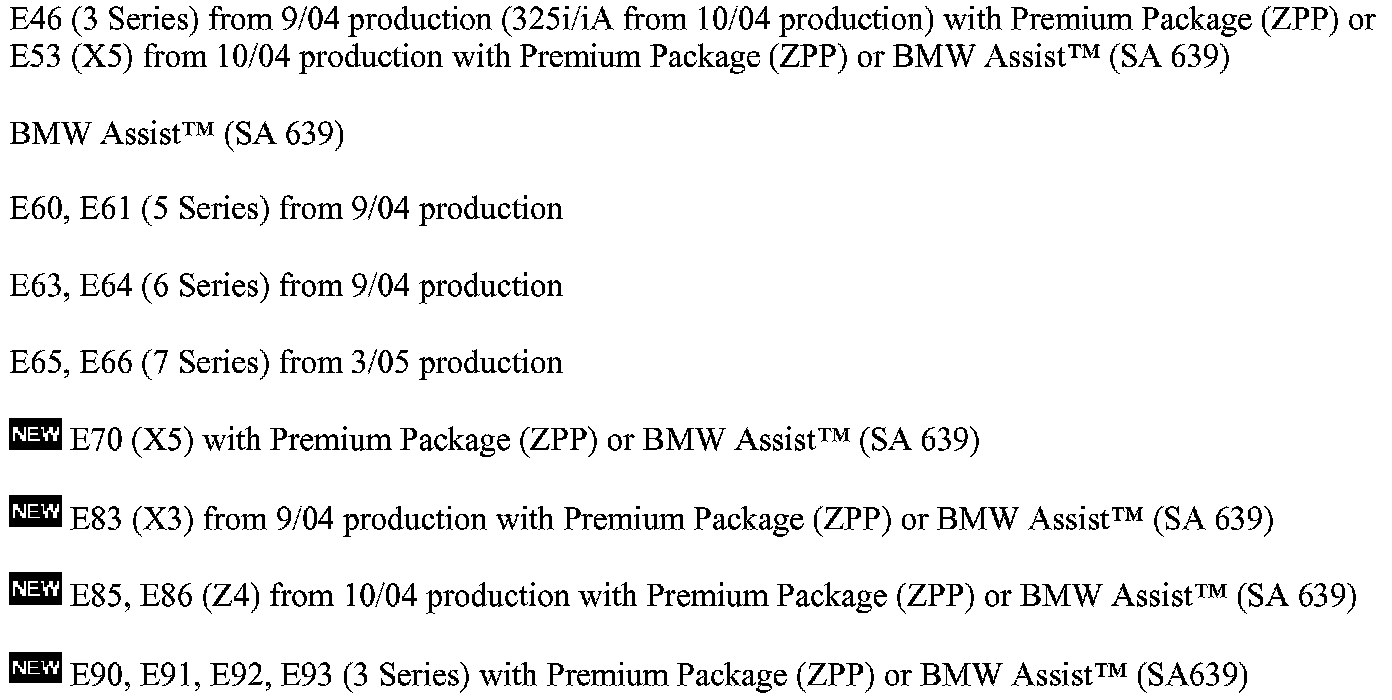 E46 (3 Series) from 9/04 production (325i/iA from 10/04 production) with Premium Package (ZPP) or
E53 (X5) from 10/04 production with Premium Package (ZPP) or BMW Assist™ (SA 639)
BMW Assist™ (SA 639)
E60, E61 (5 Series) from 9/04 production
E63, E64 (6 Series) from 9/04 production
E65, E66 (7 Series) from 3/05 production
NEW E70 (X5) with Premium Package (ZPP) or BMW Assist™ (SA 639)
NEW E83 (X3) from 9/04 production with Premium Package (ZPP) or BMW Assist™ (SA 639)
NEW E85, E86 (Z4) from 10/04 production with Premium Package (ZPP) or BMW Assist™ (SA 639)
NEW E90, E91, E92, E93 (3 Series) with Premium Package (ZPP) or BMW Assist™ (SA639)